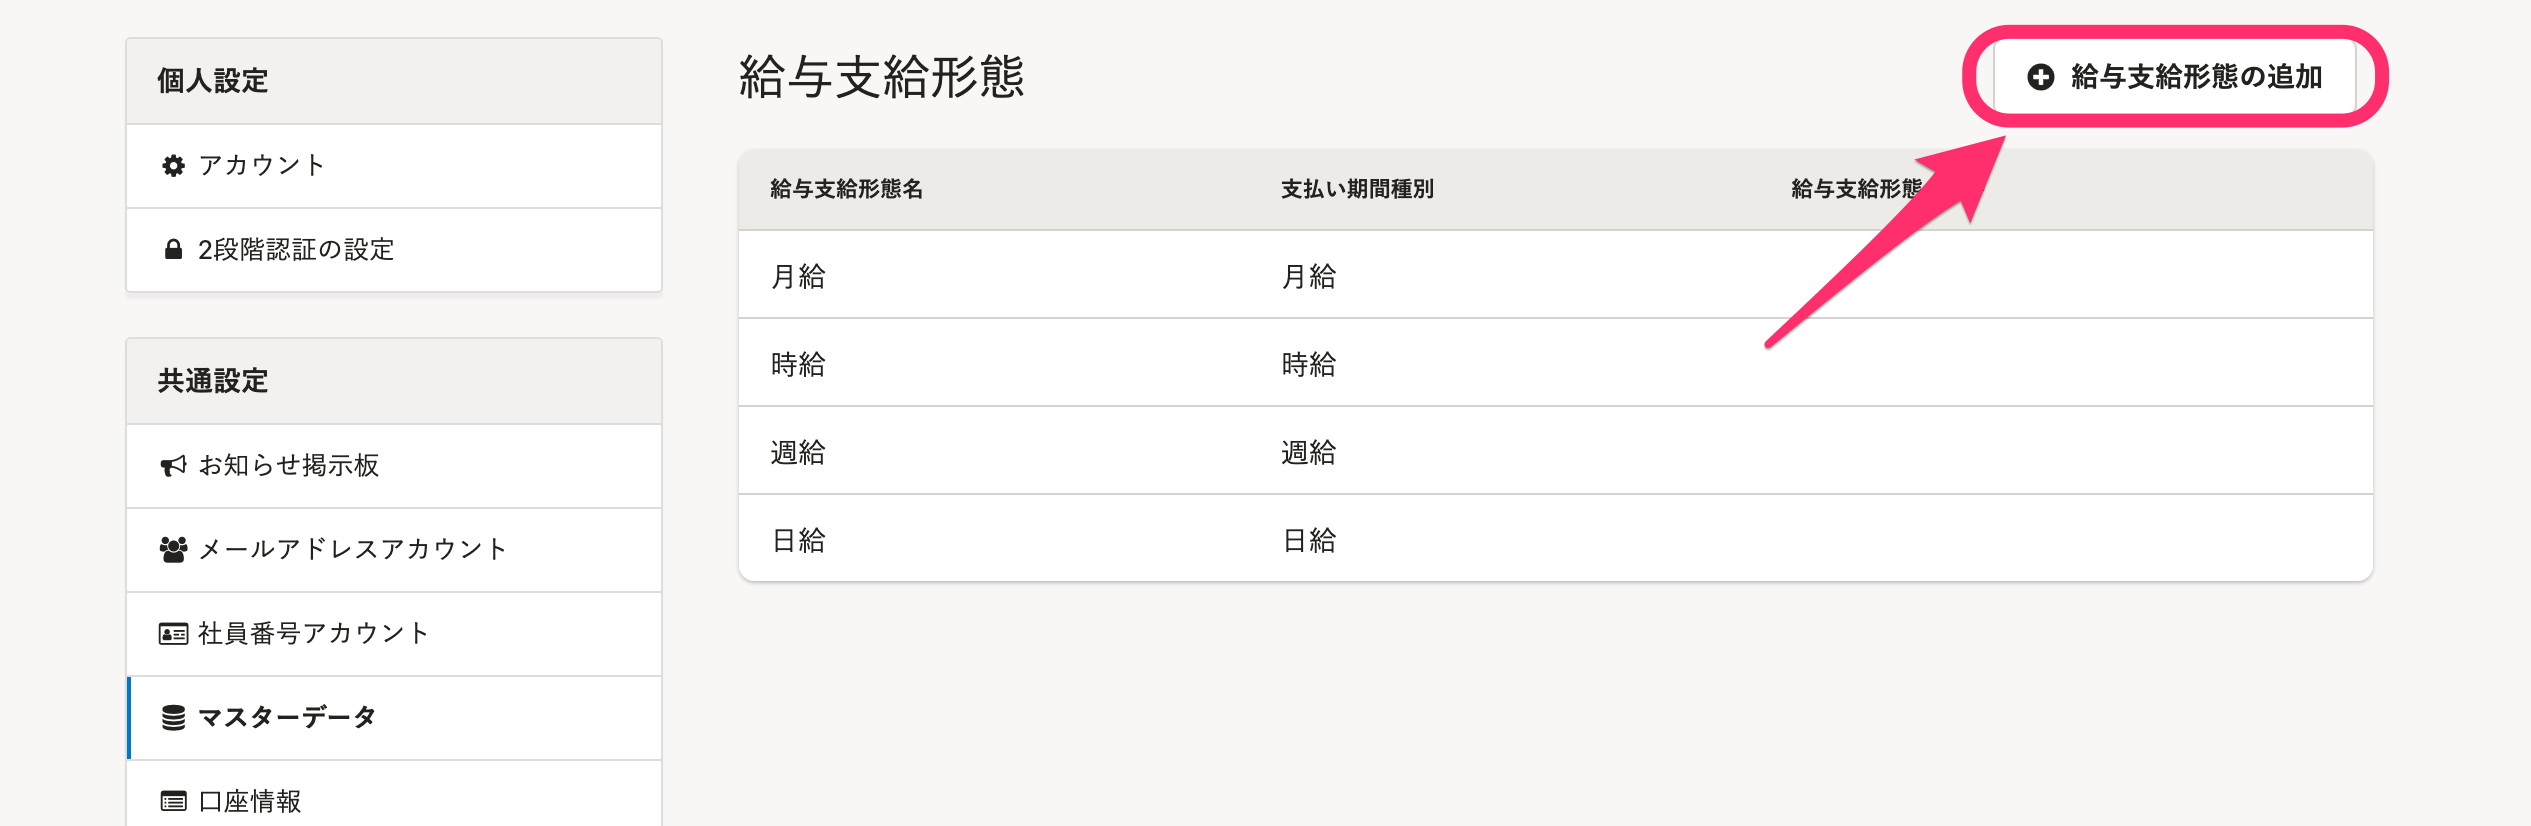 個人設定
アカウント
2段階認証の設定
共通設定
お知らせ掲示板
メールアドレスアカウント
社員番号アカウント
マスターデータ
口座情報
給与支給形態
給与支給形態の追加
給与支給形態名 支払い期間種別 給与支給形態
月給 月給
時給 時給
週給 週給
日給 日給